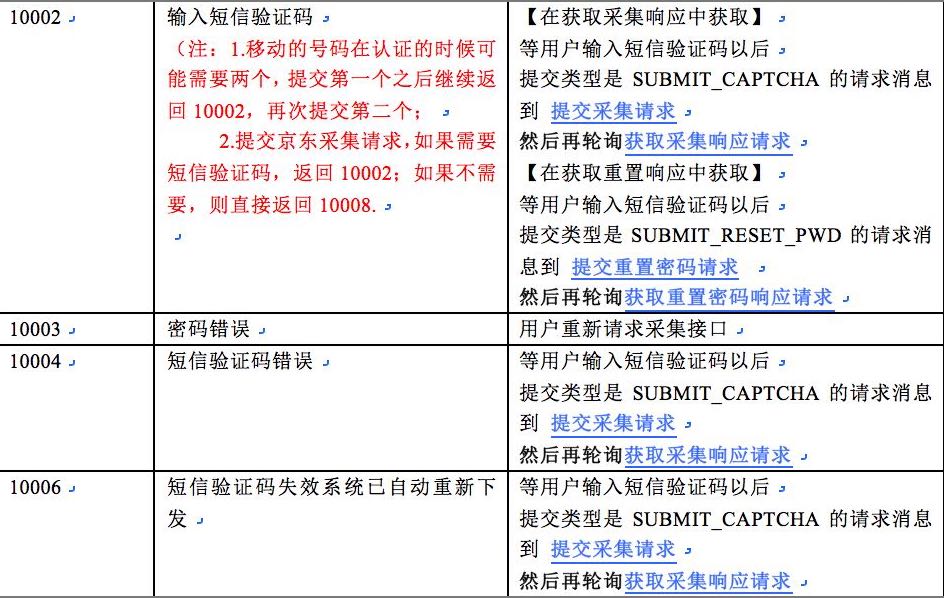 10002
输入短信验证码
（注：1.移动的号码在认证的时候可
能需要两个，提交第一个之后继续返
回 10002，再次提交第二个；
2.提交京东采集请求，如果需要
短信验证码，返回 10002；如果不需
要，则直接返回 10008.
【在获取采集响应中获取】
等用户输入短信验证码以后
提交类型是 SUBMIT_CAPTCHA 的请求消息
到 提交采集请求
然后再轮询获取采集响应请求
【在获取重置响应中获取】
等用户输入短信验证码以后
提交类型是 SUBMIT_RESET_PWD 的请求消
息到 提交重置密码请求
然后再轮询获取重置密码响应请求
10003
密码错误
用户重新请求采集接口
10004
短信验证码错误
等用户输入短信验证码以后
提交类型是 SUBMIT_CAPTCHA 的请求消息
到 提交采集请求
然后再轮询获取采集响应请求
10006
短信验证码失效系统已自动重新下
发
等用户输入短信验证码以后
提交类型是 SUBMIT_CAPTCHA 的请求消息
到 提交采集请求
然后再轮询获取采集响应请求